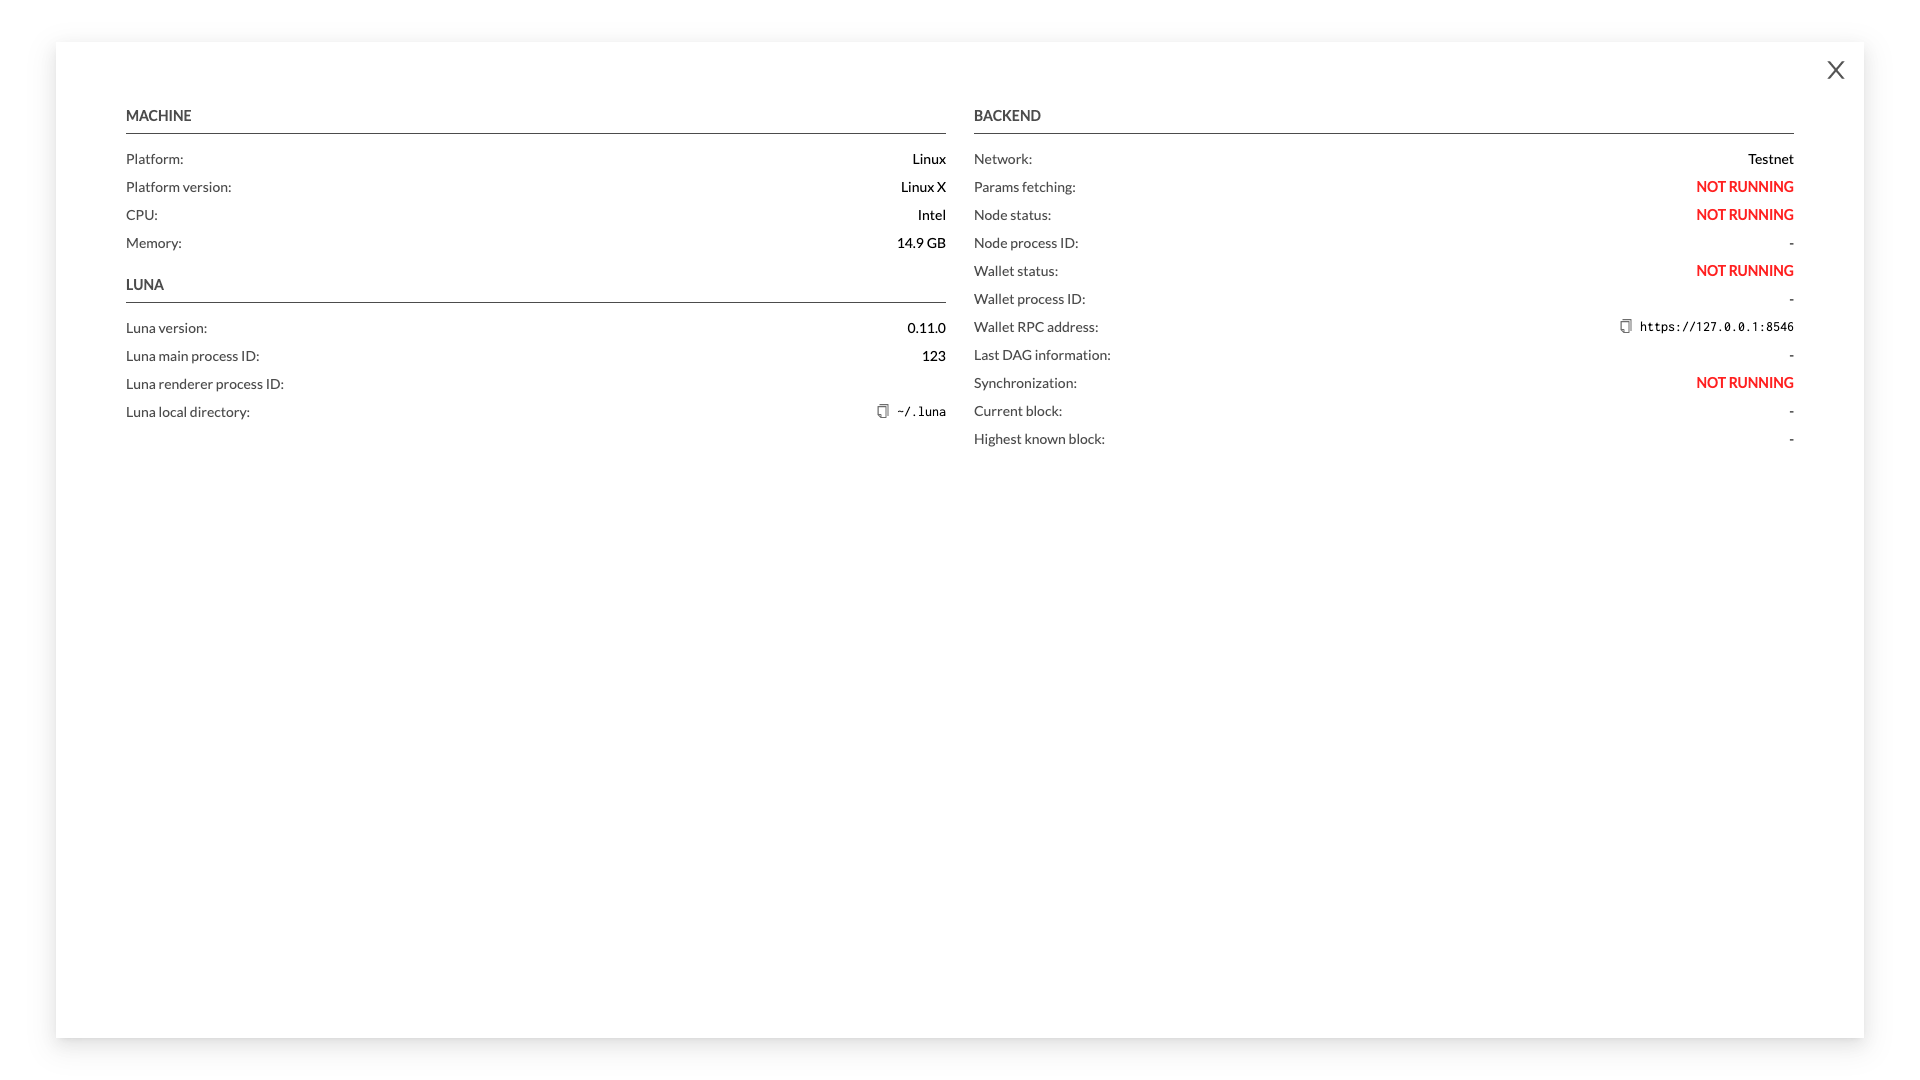 MACHINE
Platform: Linux
Platform version: Linux X
CPU: Intel
Memory: 14.9 GB
LUNA
Luna version: 0.11.0
Luna main process ID: 123
Luna renderer process ID:
Luna local directory: ~/.luna
X
BACKEND
Network: Testnet
Params fetching: NOT RUNNING
Node status: NOT RUNNING
Node process ID: -
Wallet status: NOT RUNNING
Wallet process ID: -
Wallet RPC address: https://127.0.0.1:8546
Last DAG information: -
Synchronization: NOT RUNNING
Current block: -
Highest known block: -